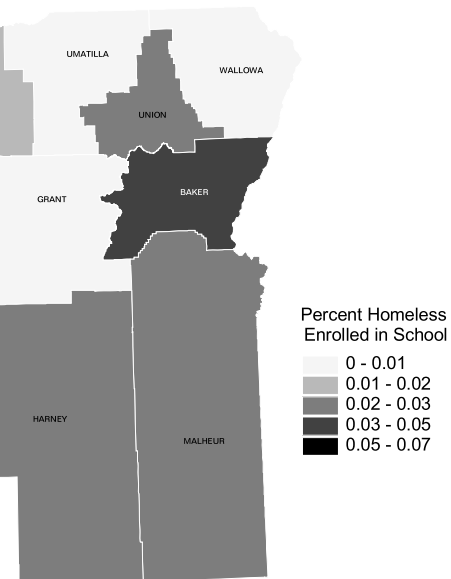 UMATILLA
WALLOWA
UNION
BAKER
GRANT
HARNEY
MALHEUR
Percent Homeless
Enrolled in School
0 - 0.01
0.01 - 0.02
0.02 - 0.03
0.03 - 0.05
0.05 - 0.07